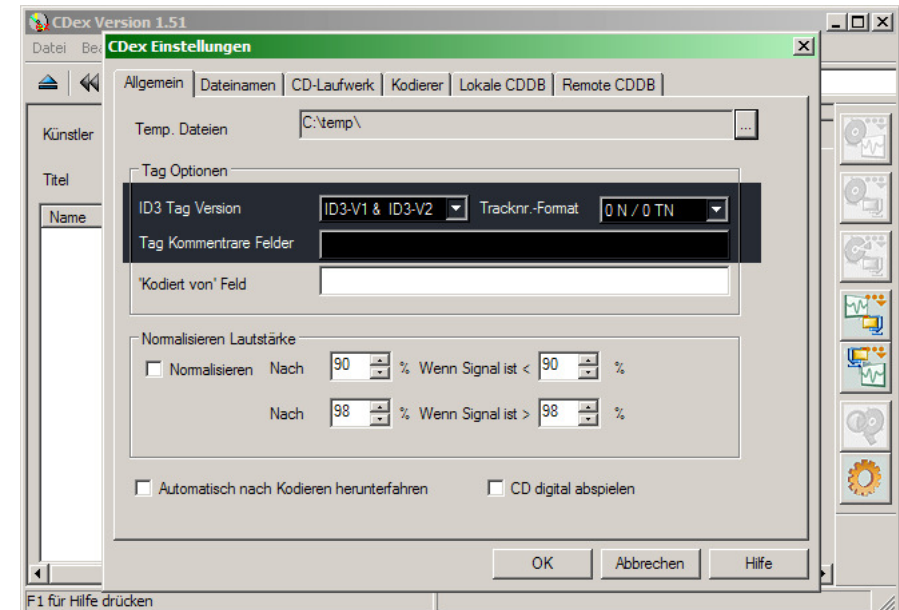 CDex Version 1.51
Datei Be
CDex Einstellungen
Allgemein Dateinamen CD-Laufwerk Kodierer Lokale CDDB Remote CDDB
Künstler
Temp. Dateien C:\temp\ ...
Titel
Tag Optionen
Name
ID3 Tag Version ID3-V1 & ID3-V2 Tracknr.-Format 0 N / 0 TN
Tag Kommentrare Felder
'Kodiert von' Feld
Normalisieren Lautstärke
Normalisieren Nach 90 % Wenn Signal ist < 90 %
Nach 98 % Wenn Signal ist > 98 %
Automatisch nach Kodieren herunterfahren CD digital abspielen
OK Abbrechen Hilfe
F1 für Hilfe drücken